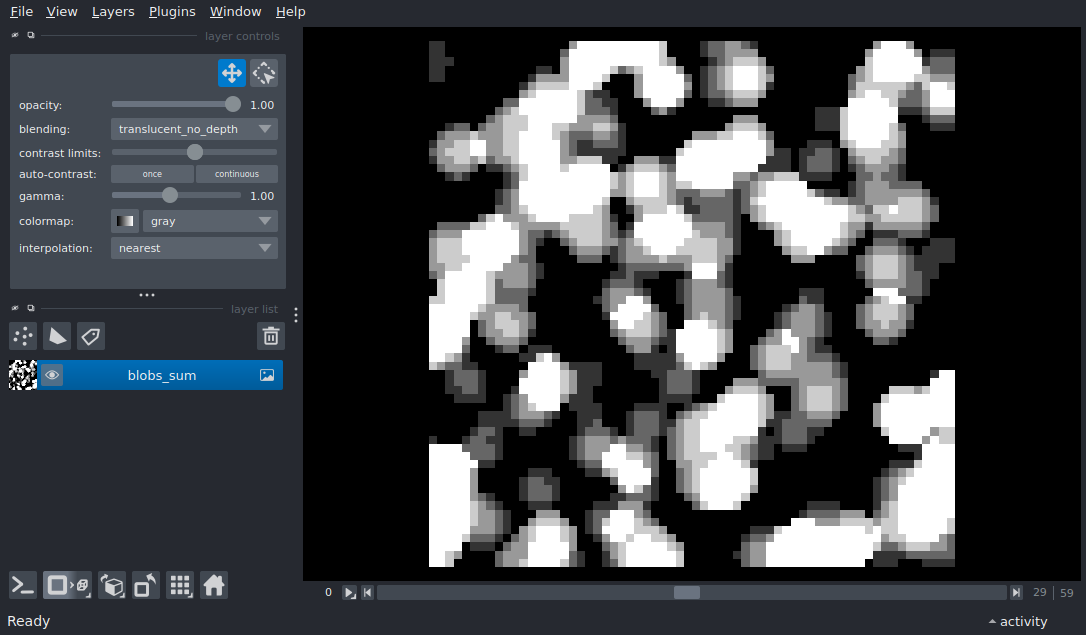 File View Layers Plugins Window Help
layer controls
opacity: 1.00
blending: translucent_no_depth
contrast limits:
auto-contrast: once continuous
gamma: 1.00
colormap: gray
interpolation: nearest
layer list
blobs_sum
0 29 59
Ready activity